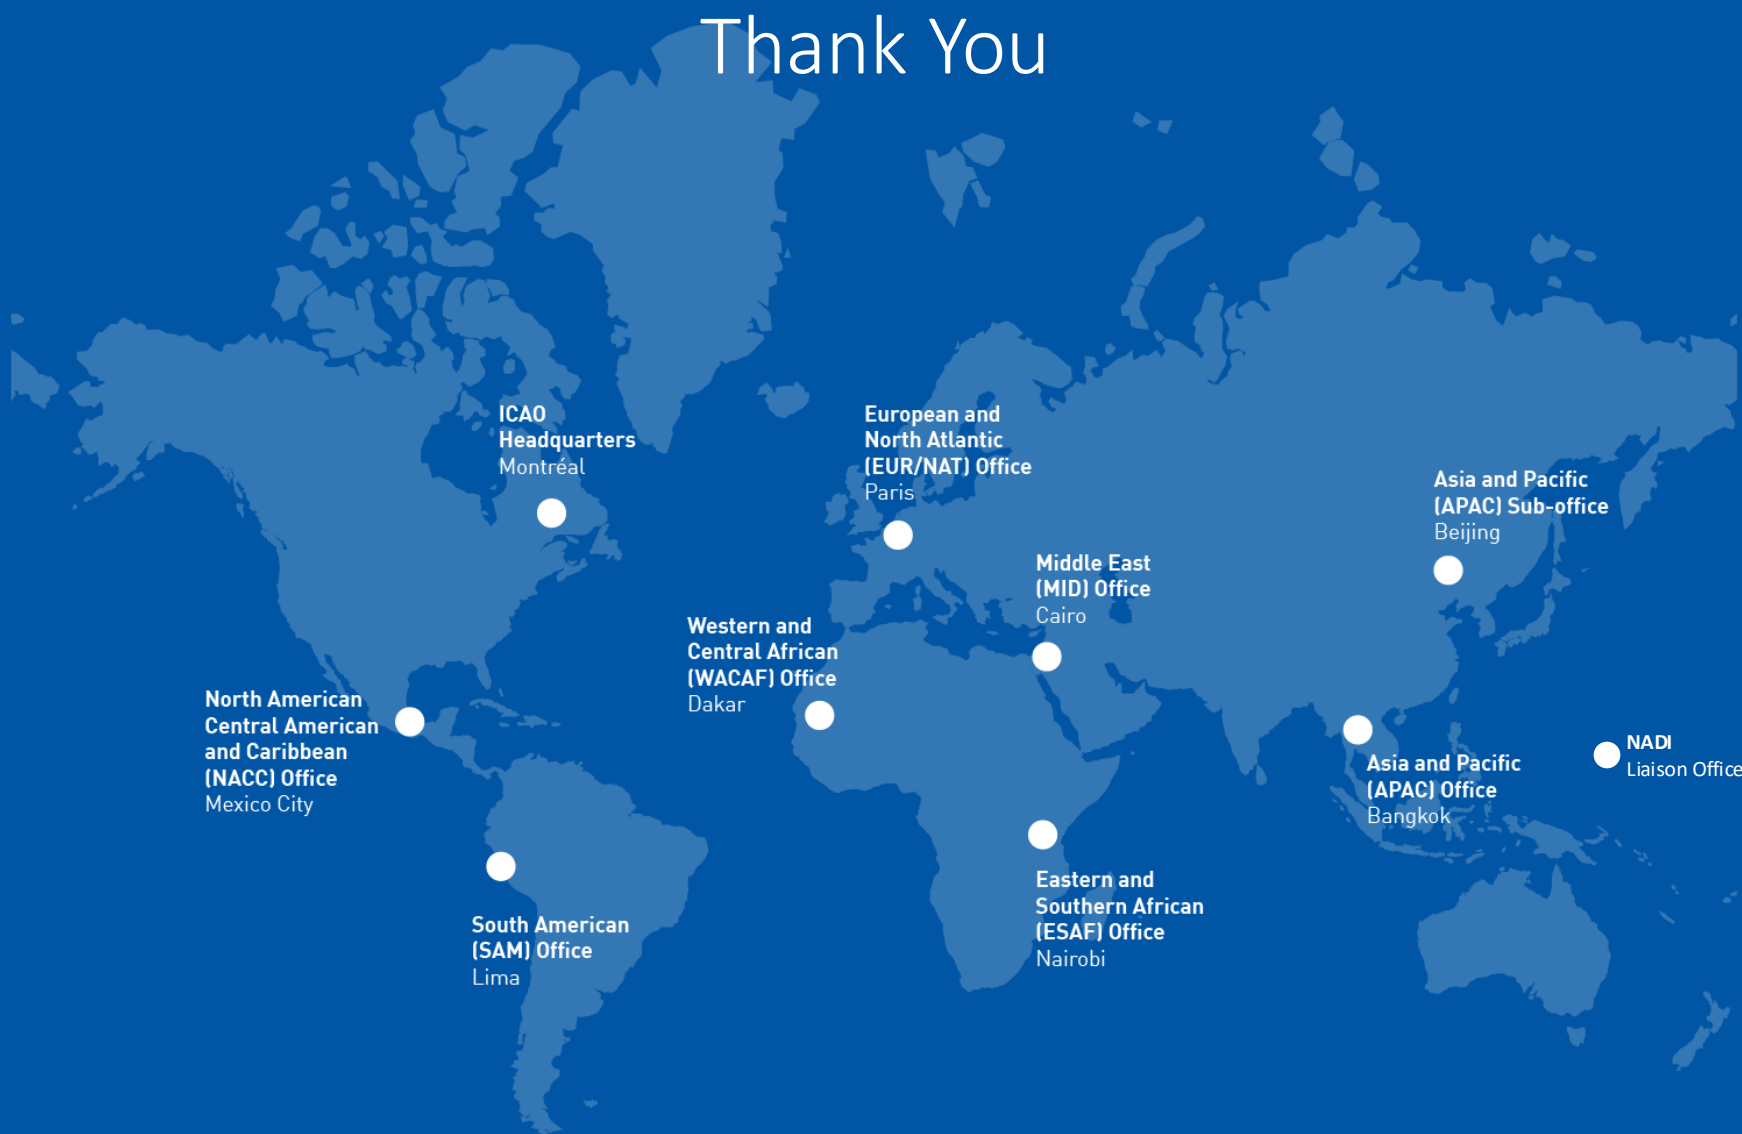 Thank You
ICAO
Headquarters
Montréal
European and
North Atlantic
(EUR/NAT) Office
Paris
Asia and Pacific
(APAC) Sub-office
Beijing
Middle East
(MID) Office
Cairo
Western and
Central African
(WACAF) Office
Dakar
North American
Central American
and Caribbean
(NACC) Office
Mexico City
NADI
Liaison Office
Asia and Pacific
(APAC) Office
Bangkok
Eastern and
Southern African
(ESAF) Office
Nairobi
South American
(SAM) Office
Lima